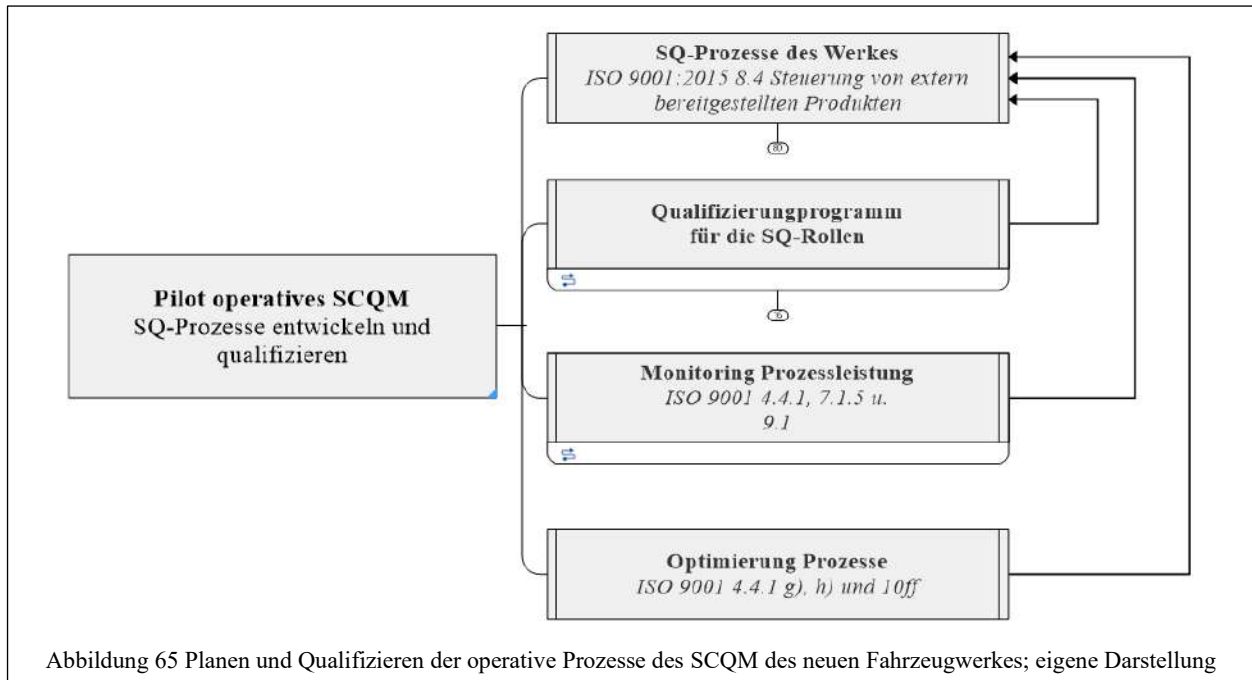 SQ-Prozesse des Werkes
ISO 9001:2015 8.4 Steuerung von extern
bereitgestellten Produkten
80
Qualifizierungprogramm
für die SQ-Rollen
Pilot operatives SCQM
SQ-Prozesse entwickeln und
qualifizieren
Monitoring Prozessleistung
ISO 9001 4.4.1, 7.1.5 u.
9.1
Optimierung Prozesse
ISO 9001 4.4.1 g), h) und 10ff
Abbildung 65 Planen und Qualifizieren der operative Prozesse des SCQM des neuen Fahrzeugwerkes; eigene Darstellung